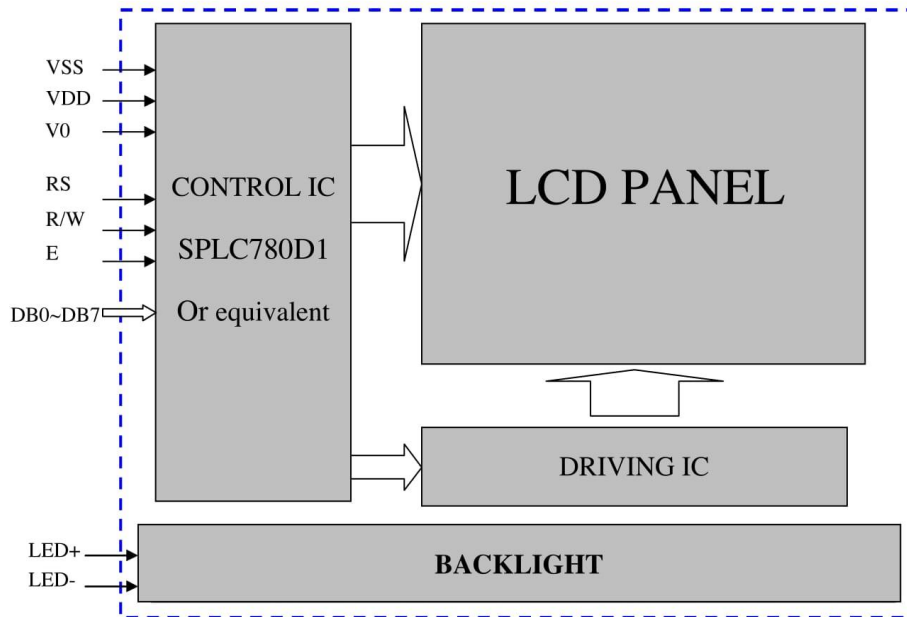 VSS
VDD
V0
RS
R/W
E
DB0~DB7
CONTROL IC
SPLC780D1
Or equivalent
LCD PANEL
DRIVING IC
LED+
LED-
BACKLIGHT